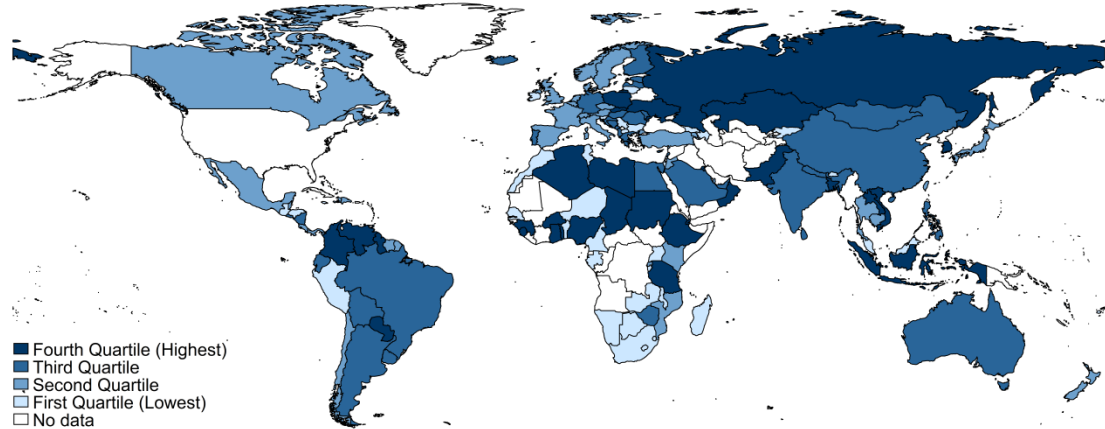 Fourth Quartile (Highest)
Third Quartile
Second Quartile
First Quartile (Lowest)
No data